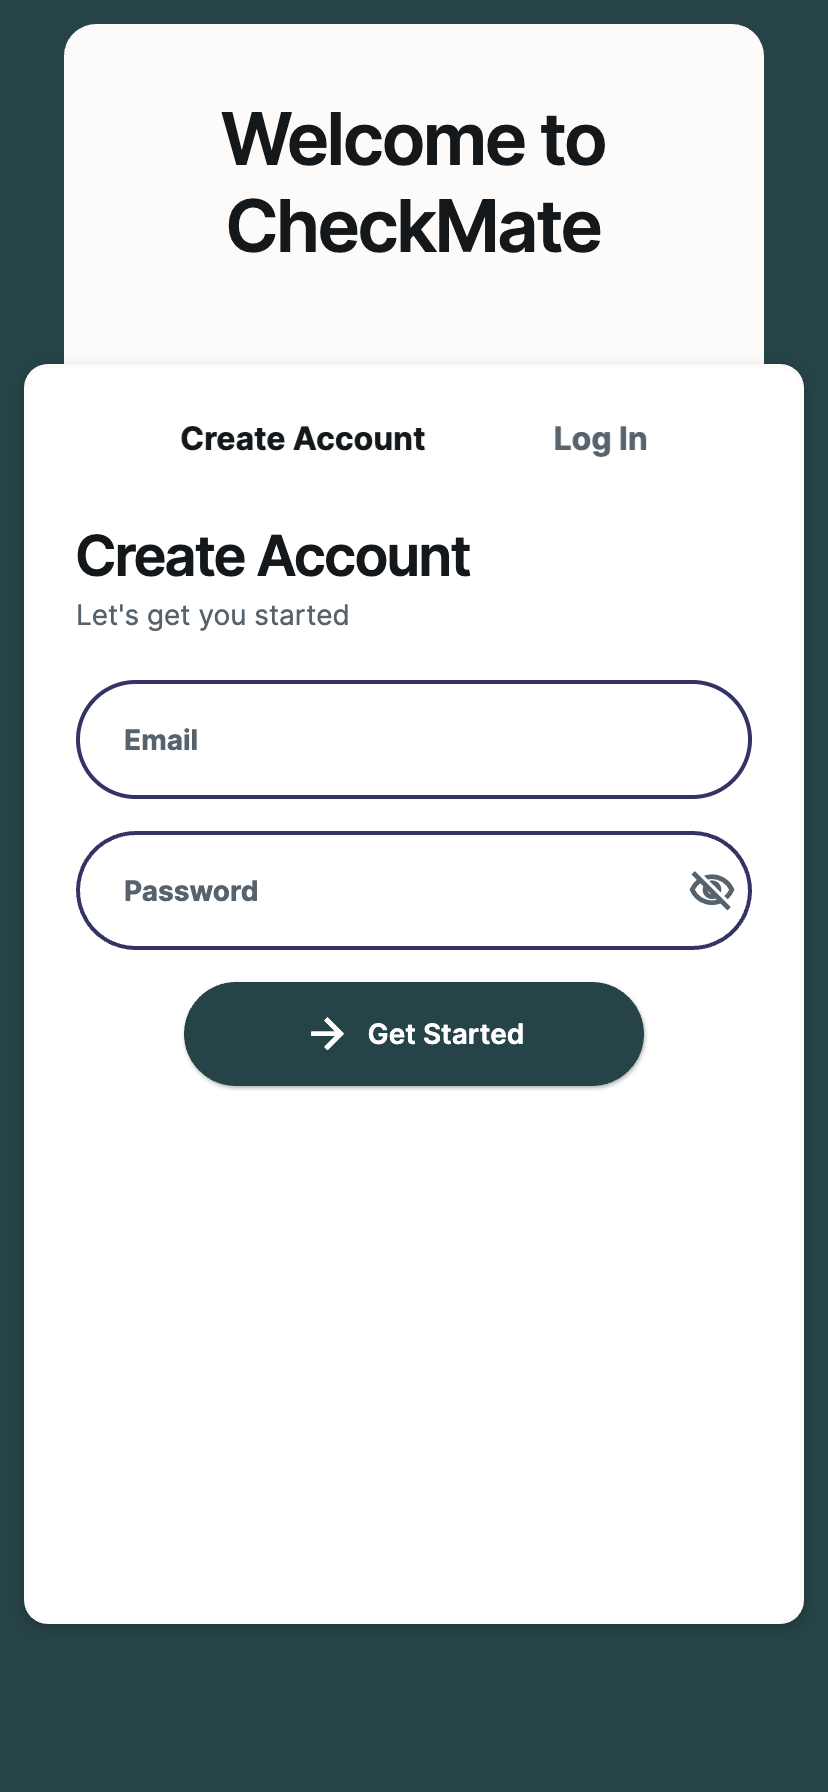 Welcome to
CheckMate
Create Account Log In
Create Account
Let's get you started
Email
Password
Get Started